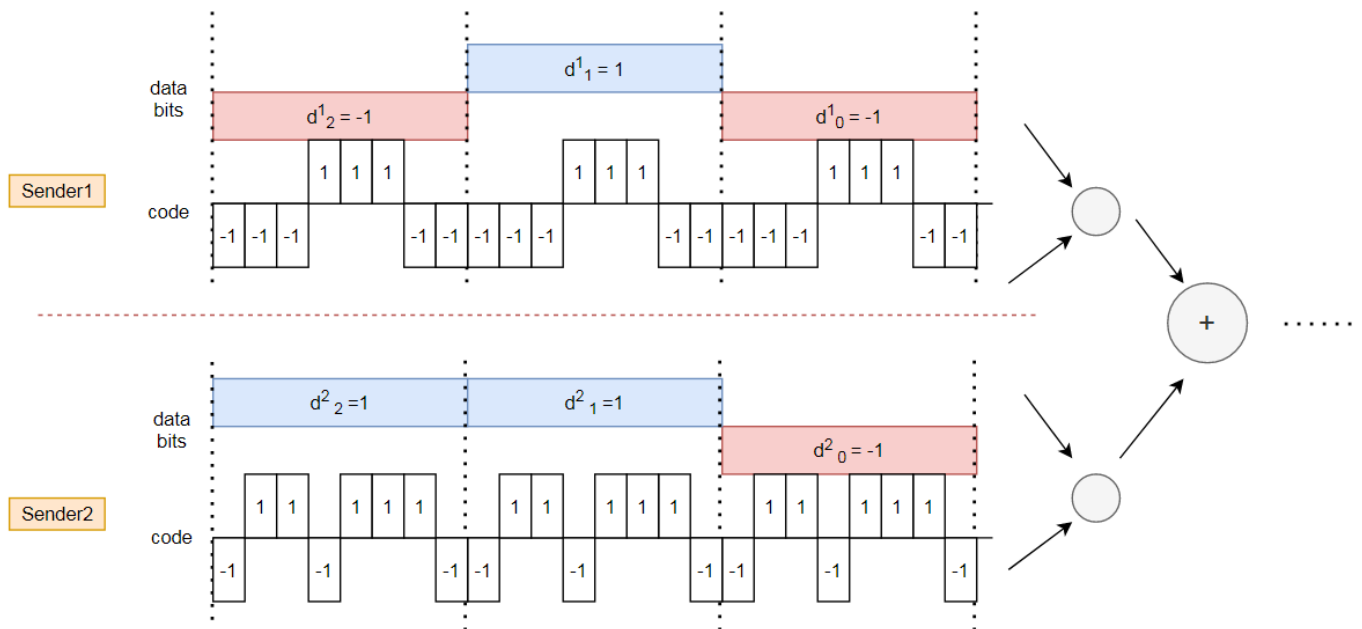 d¹₁ = 1
data
bits
d¹₂ = -1
d¹₀ = -1
1 1 1 1 1 1 1 1 1
Sender1
code
-1 -1 -1 -1 -1 -1 -1 -1 -1 -1 -1 -1 -1 -1 -1
+
......
d²₂ =1
d²₁ =1
data
bits
d²₀ = -1
1 1 1 1 1 1 1 1 1 1 1 1 1 1 1
Sender2
code
-1 -1 -1 -1 -1 -1 -1 -1 -1